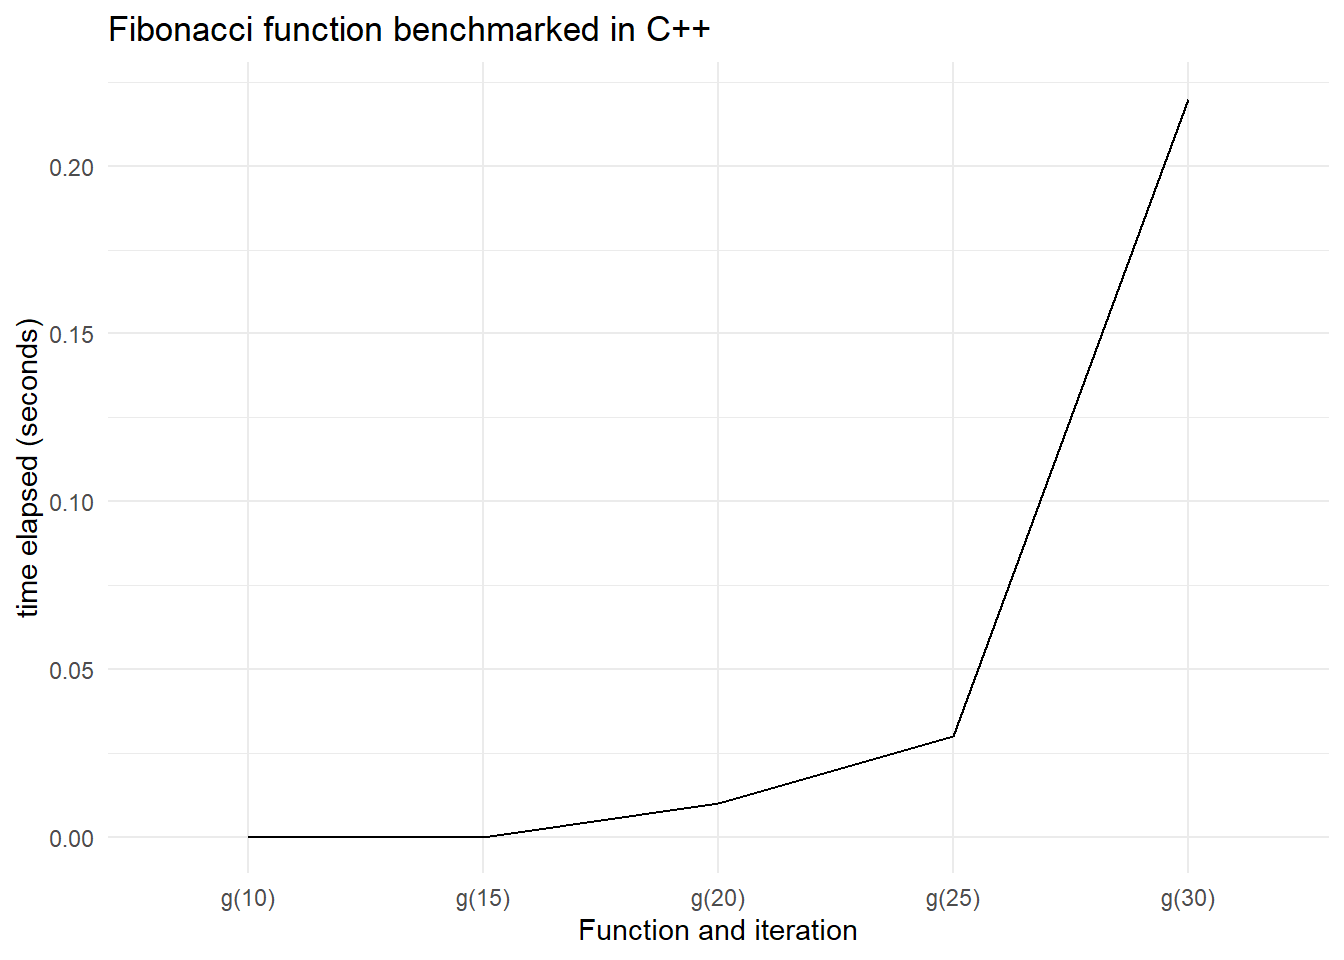 Fibonacci function benchmarked in C++
time elapsed (seconds)
0.20
0.15
0.10
0.05
0.00
g(10) g(15) g(20) g(25) g(30)
Function and iteration